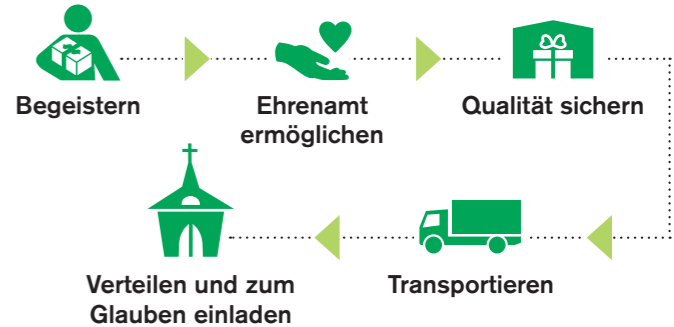 Begeistern
Ehrenamt
ermöglichen
Qualität sichern
Transportieren
Verteilen und zum
Glauben einladen